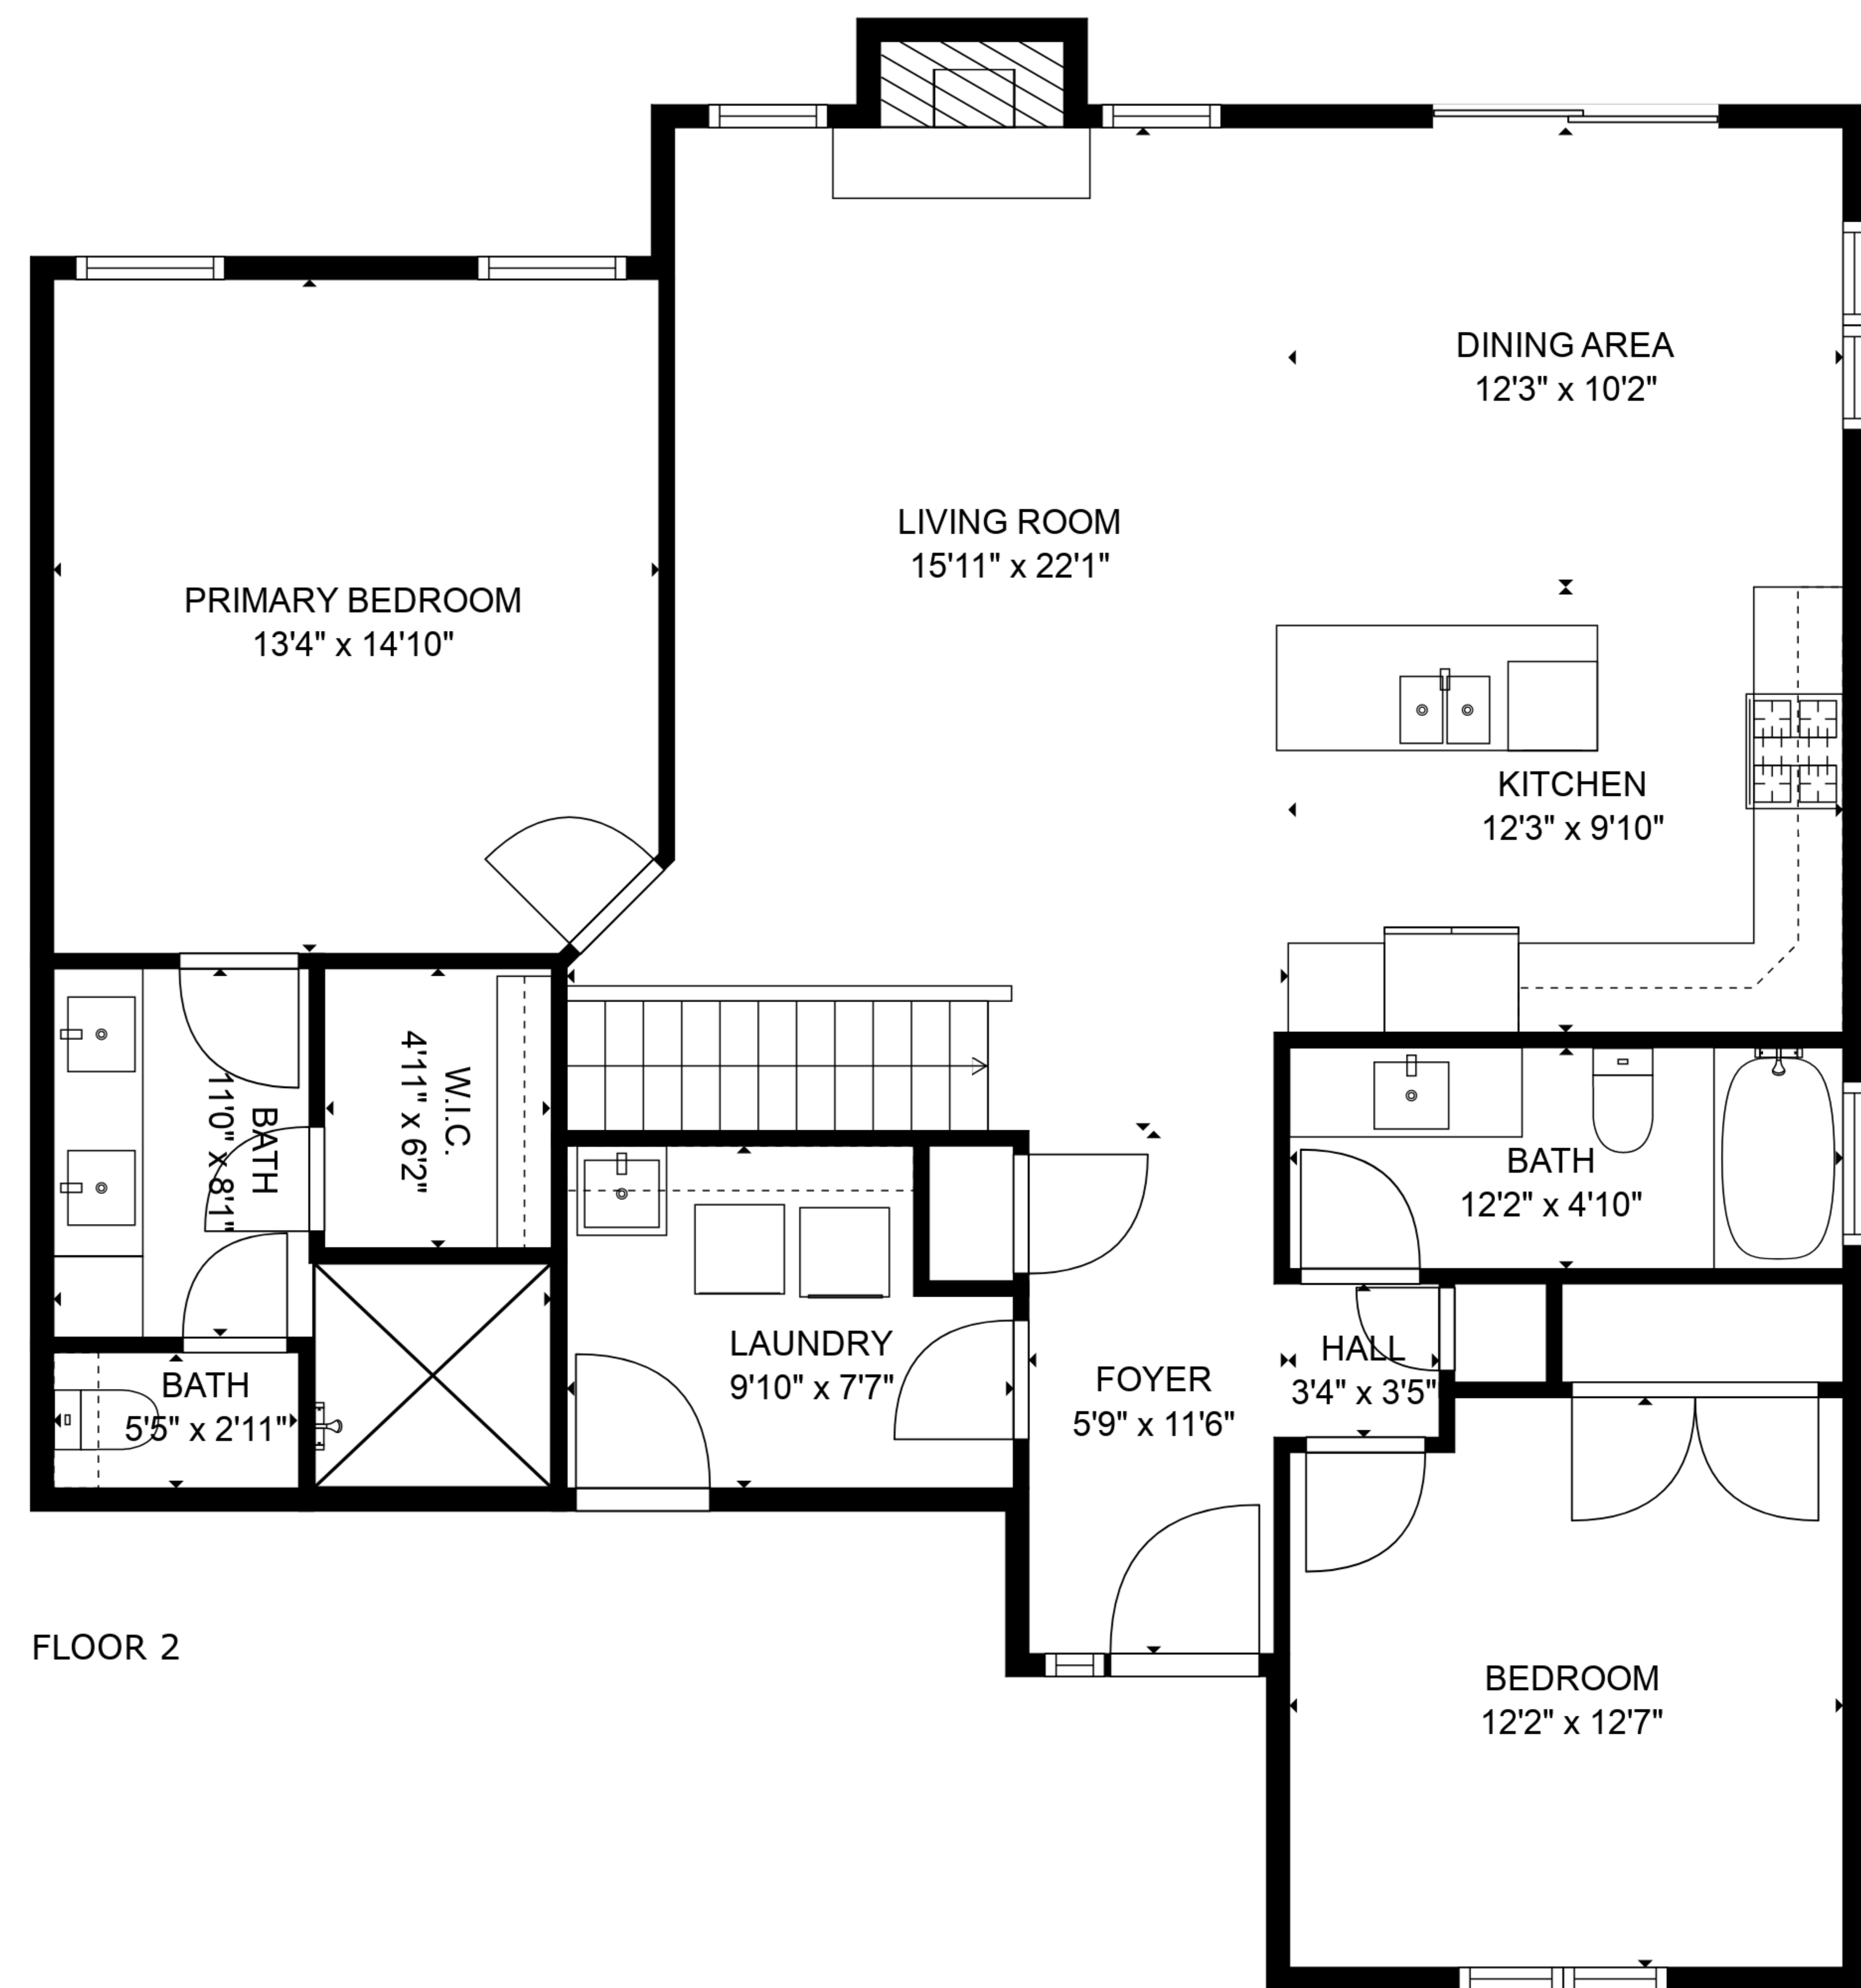 DINING AREA
12'3" x 10'2"
LIVING ROOM
15'11" x 22'1"
PRIMARY BEDROOM
13'4" x 14'10"
KITCHEN
12'3" x 9'10"
W.I.C.
4'11" x 6'2"
BATH
11'0" x 8'1"
BATH
12'2" x 4'10"
LAUNDRY
9'10" x 7'7"
HALL
3'4" x 3'5"
FOYER
5'9" x 11'6"
BATH
5'5" x 2'11"
FLOOR 2
BEDROOM
12'2" x 12'7"